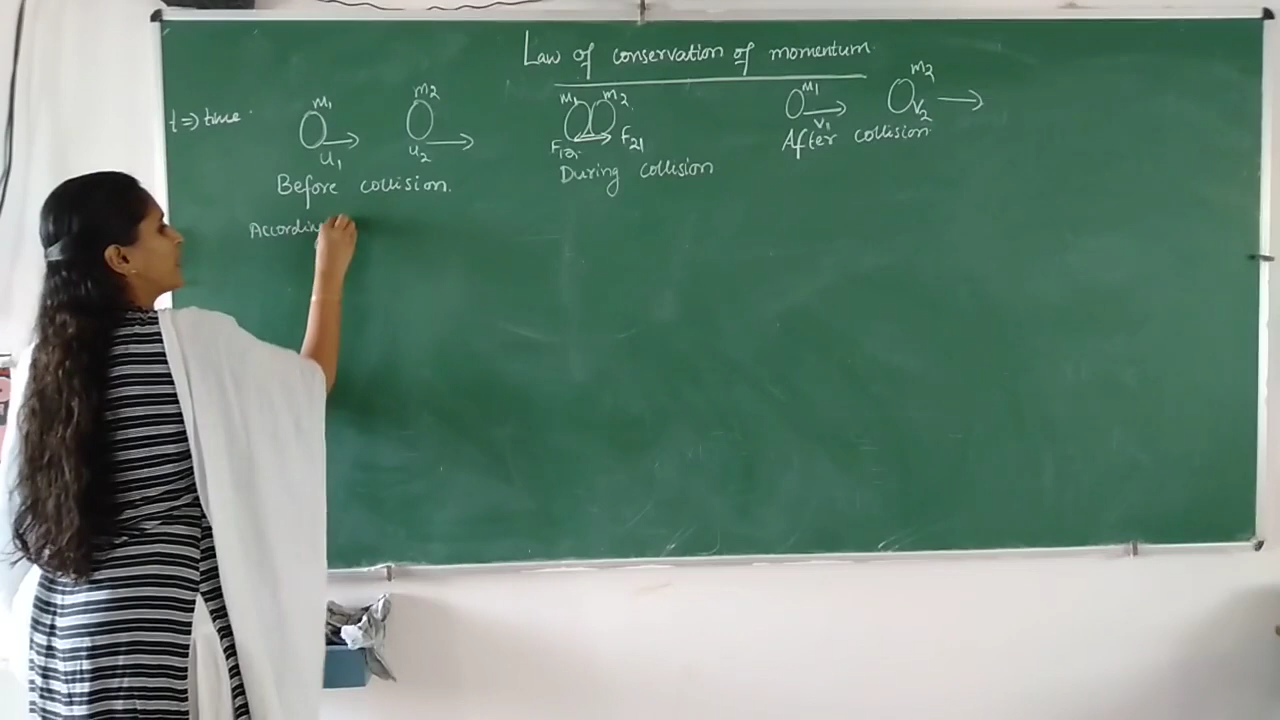 Law of conservation of momentum.
t => time.
m₁ m₂
u₁ u₂
Before collision.
m₁ m₂
F₁₂ F₂₁
During collision
m₁ m₂
v₁ v₂
After collision.
Accordin